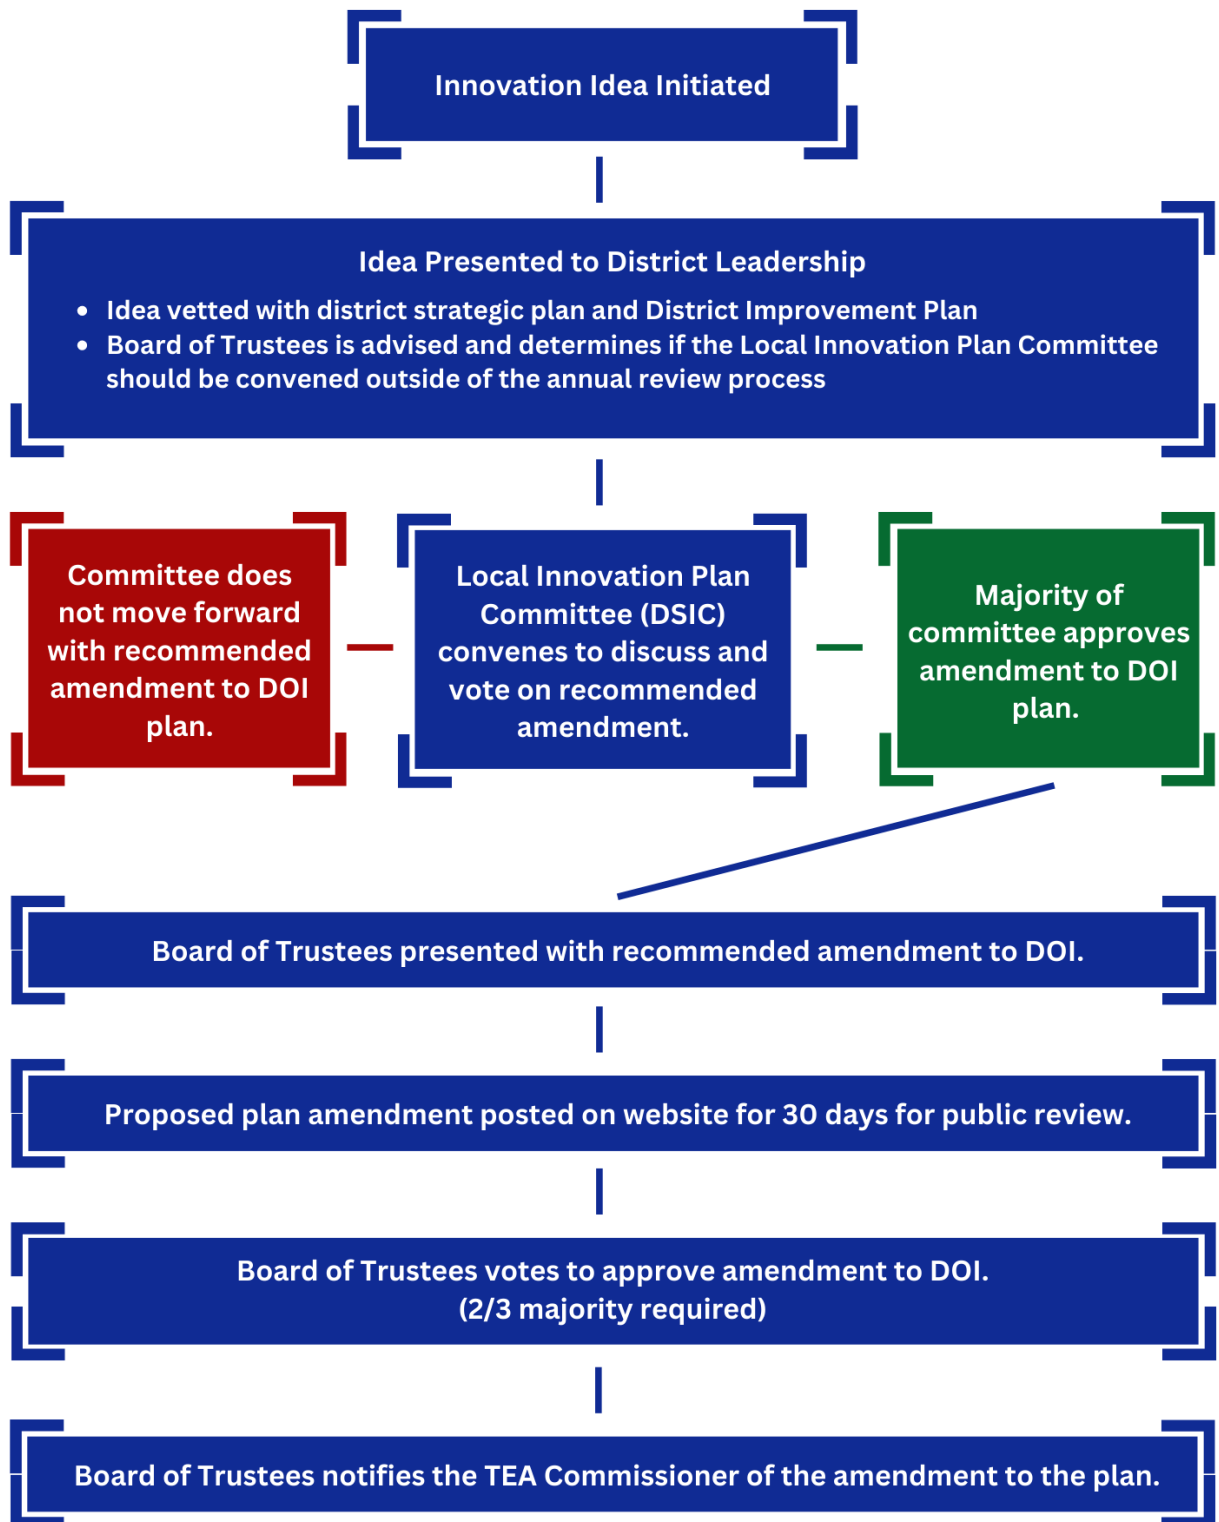 Innovation Idea Initiated
Idea Presented to District Leadership
• Idea vetted with district strategic plan and District Improvement Plan
• Board of Trustees is advised and determines if the Local Innovation Plan Committee
should be convened outside of the annual review process
Committee does
not move forward
with recommended
amendment to DOI
plan.
Local Innovation Plan
Committee (DSIC)
convenes to discuss and
vote on recommended
amendment.
Majority of
committee approves
amendment to DOI
plan.
Board of Trustees presented with recommended amendment to DOI.
Proposed plan amendment posted on website for 30 days for public review.
Board of Trustees votes to approve amendment to DOI.
(2/3 majority required)
Board of Trustees notifies the TEA Commissioner of the amendment to the plan.